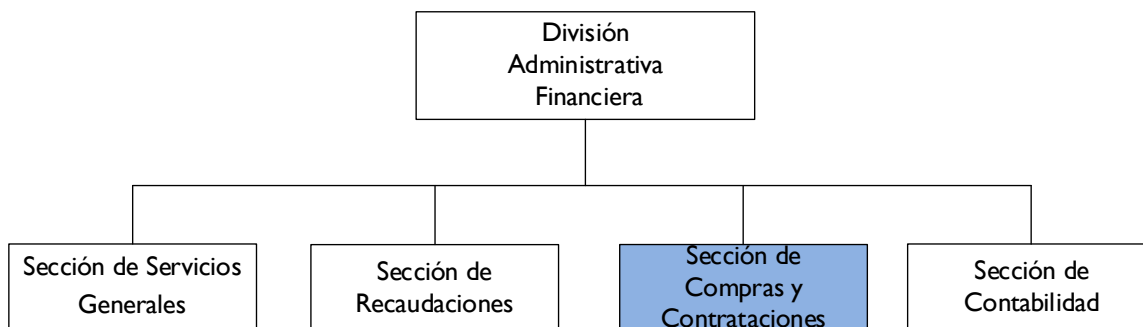 División
Administrativa
Financiera
Sección de Servicios
Generales
Sección de
Recaudaciones
Sección de
Compras y
Contrataciones
Sección de
Contabilidad